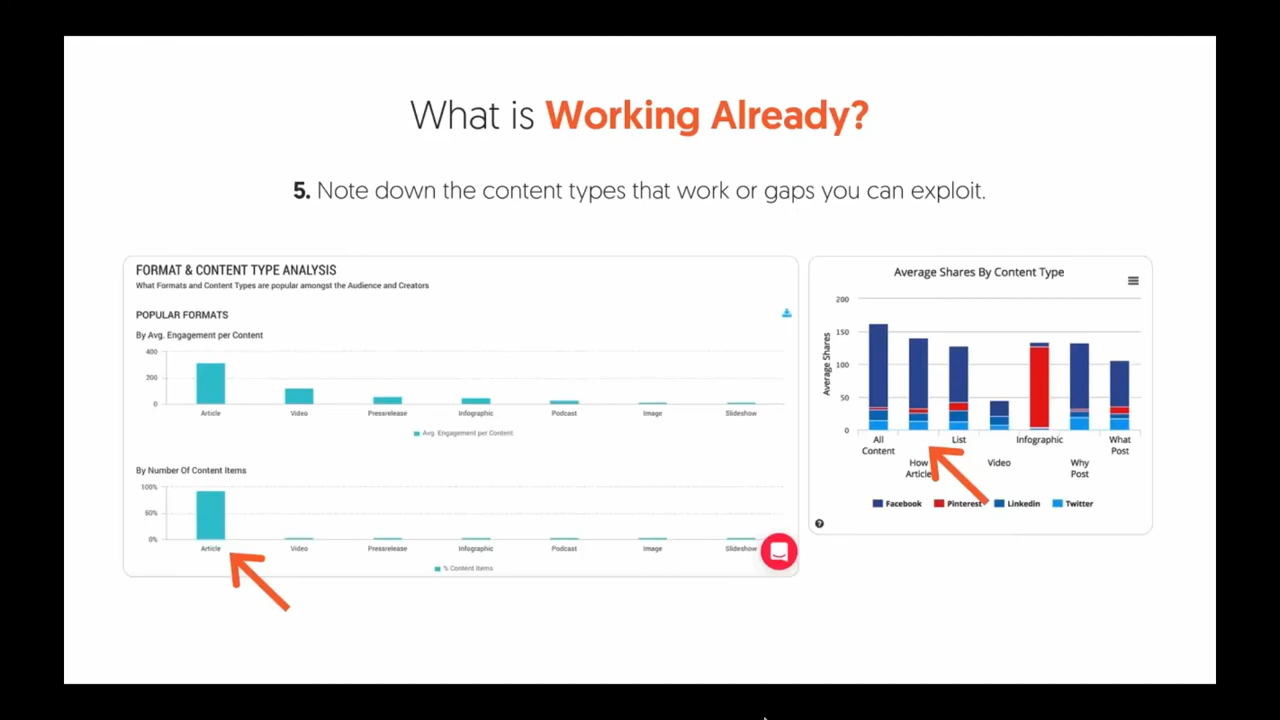 What is Working Already?
5. Note down the content types that work or gaps you can exploit.
FORMAT & CONTENT TYPE ANALYSIS
What Formats and Content Types are popular amongst the Audience and Creators
POPULAR FORMATS
By Avg. Engagement per Content
400
200
0
Article Video Pressrelease Infographic Podcast Image Slideshow
Avg. Engagement per Content
By Number Of Content Items
100%
50%
0%
Article Video Pressrelease Infographic Podcast Image Slideshow
% Content Items
Average Shares By Content Type
Average Shares
200
150
100
50
0
All Content
How Article
List
Video
Infographic
Why Post
What Post
Facebook Pinterest Linkedin Twitter
?